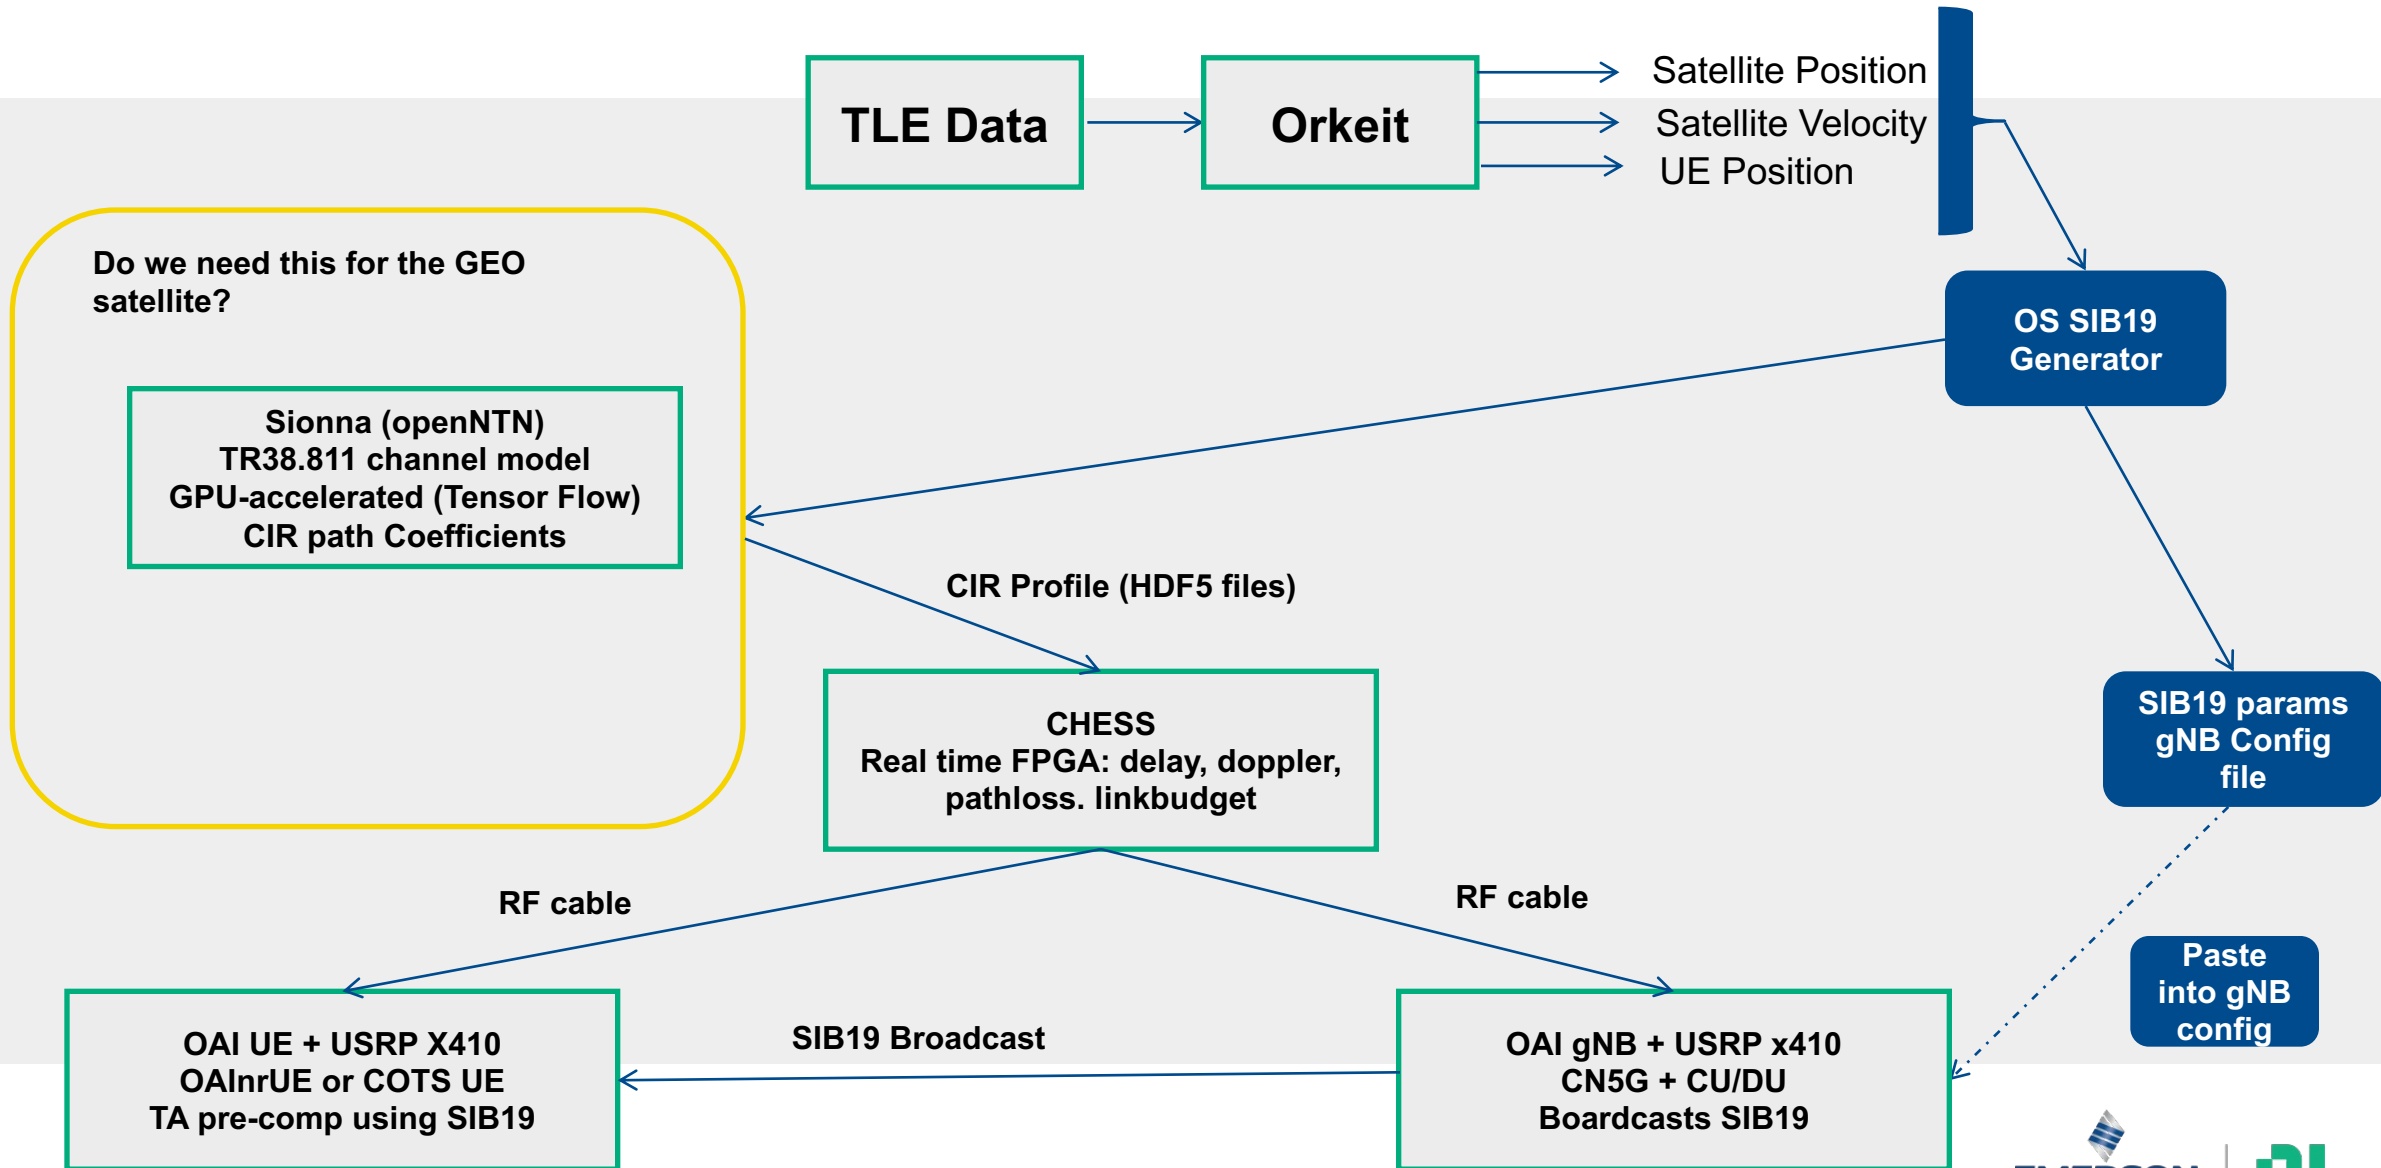 TLE Data
Orkeit
Satellite Position
Satellite Velocity
UE Position
Do we need this for the GEO
satellite?
OS SIB19
Generator
Sionna (openNTN)
TR38.811 channel model
GPU-accelerated (Tensor Flow)
CIR path Coefficients
CIR Profile (HDF5 files)
CHESS
Real time FPGA: delay, doppler,
pathloss. linkbudget
SIB19 params
gNB Config
file
RF cable
RF cable
Paste
into gNB
config
OAI UE + USRP X410
OAInrUE or COTS UE
TA pre-comp using SIB19
SIB19 Broadcast
OAI gNB + USRP x410
CN5G + CU/DU
Boardcasts SIB19
EMERSON